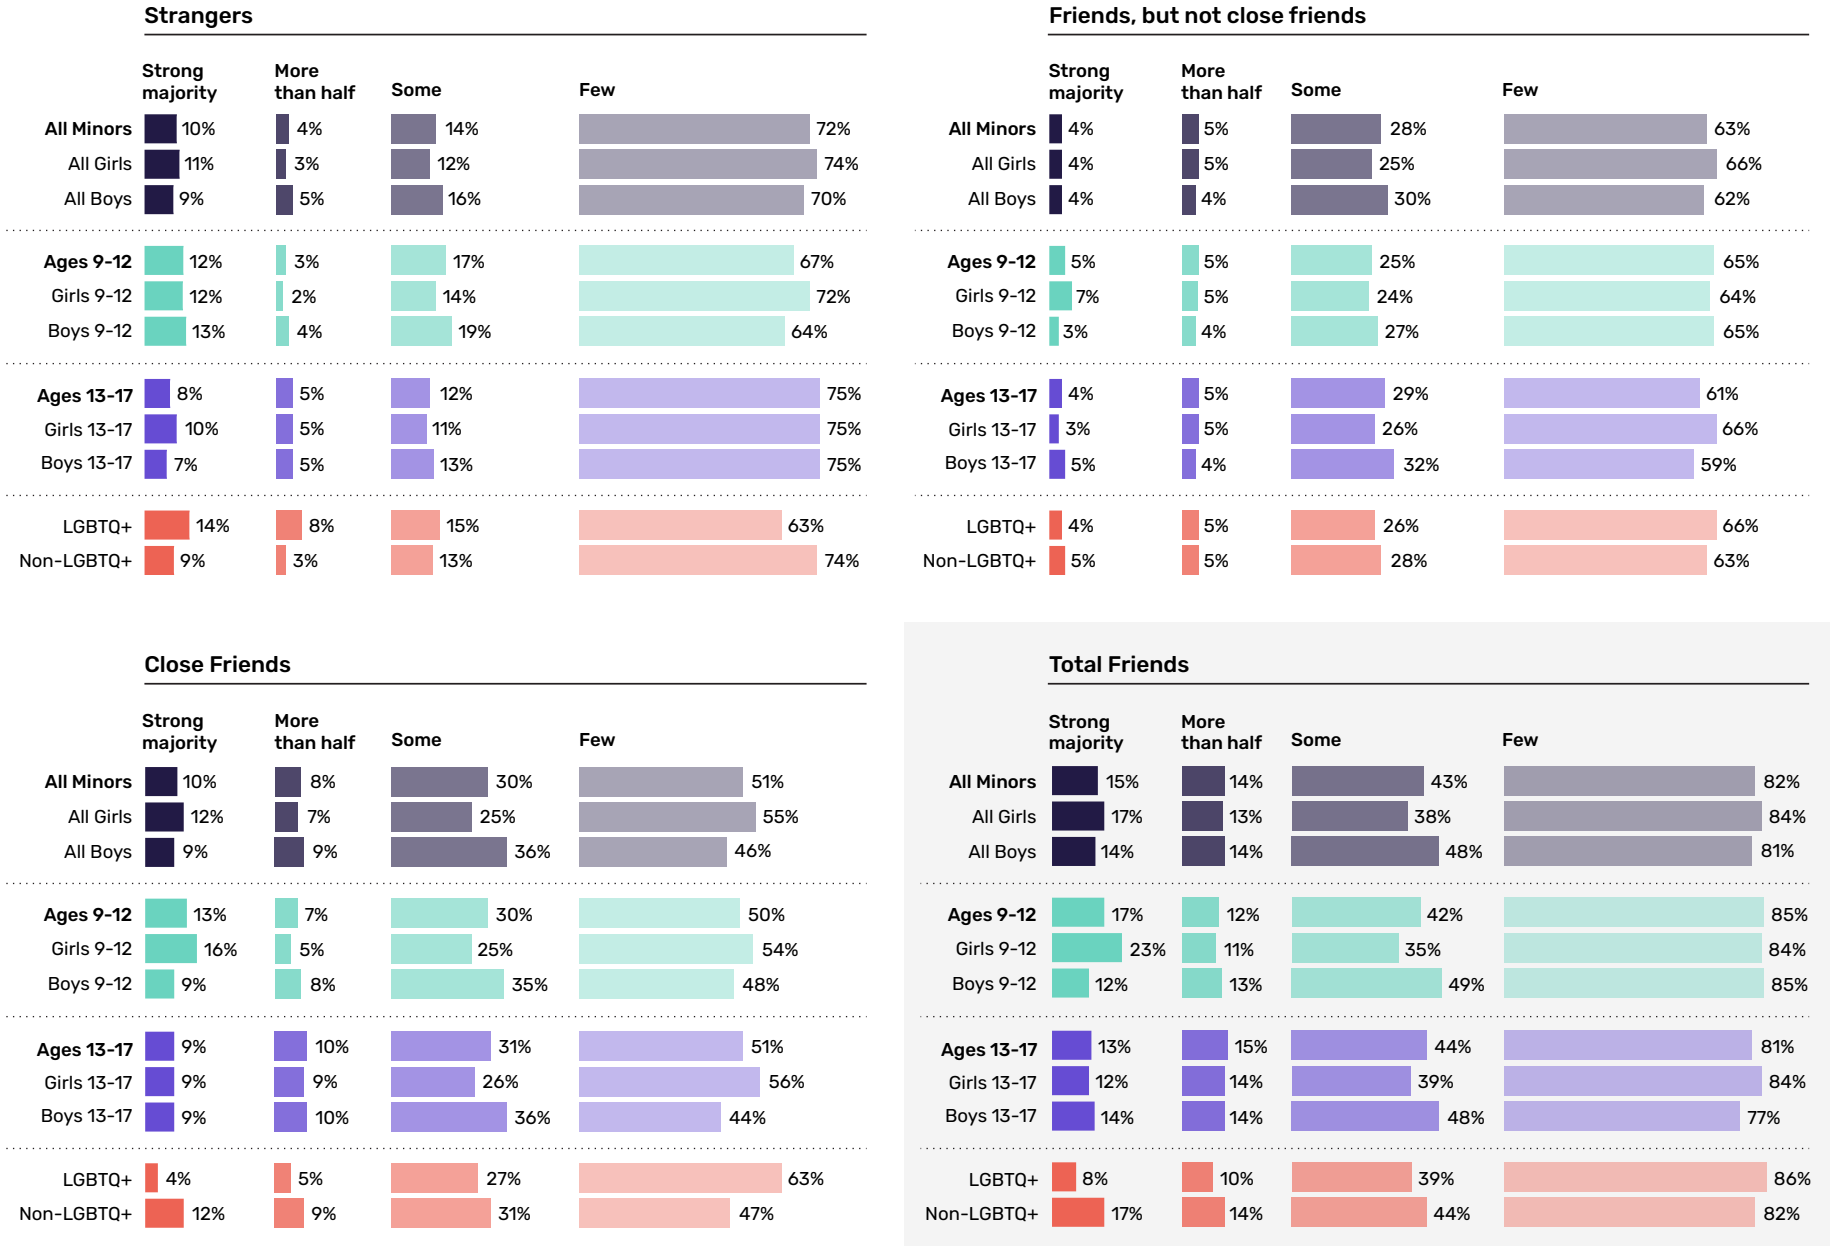 Strangers
Strong majority More than half Some Few
All Minors 10% 4% 14% 72%
All Girls 11% 3% 12% 74%
All Boys 9% 5% 16% 70%
Ages 9-12 12% 3% 17% 67%
Girls 9-12 12% 2% 14% 72%
Boys 9-12 13% 4% 19% 64%
Ages 13-17 8% 5% 12% 75%
Girls 13-17 10% 5% 11% 75%
Boys 13-17 7% 5% 13% 75%
LGBTQ+ 14% 8% 15% 63%
Non-LGBTQ+ 9% 3% 13% 74%
Friends, but not close friends
Strong majority More than half Some Few
All Minors 4% 5% 28% 63%
All Girls 4% 5% 25% 66%
All Boys 4% 4% 30% 62%
Ages 9-12 5% 5% 25% 65%
Girls 9-12 7% 5% 24% 64%
Boys 9-12 3% 4% 27% 65%
Ages 13-17 4% 5% 29% 61%
Girls 13-17 3% 5% 26% 66%
Boys 13-17 5% 4% 32% 59%
LGBTQ+ 4% 5% 26% 66%
Non-LGBTQ+ 5% 5% 28% 63%
Close Friends
Strong majority More than half Some Few
All Minors 10% 8% 30% 51%
All Girls 12% 7% 25% 55%
All Boys 9% 9% 36% 46%
Ages 9-12 13% 7% 30% 50%
Girls 9-12 16% 5% 25% 54%
Boys 9-12 9% 8% 35% 48%
Ages 13-17 9% 10% 31% 51%
Girls 13-17 9% 9% 26% 56%
Boys 13-17 9% 10% 36% 44%
LGBTQ+ 4% 5% 27% 63%
Non-LGBTQ+ 12% 9% 31% 47%
Total Friends
Strong majority More than half Some Few
All Minors 15% 14% 43% 82%
All Girls 17% 13% 38% 84%
All Boys 14% 14% 48% 81%
Ages 9-12 17% 12% 42% 85%
Girls 9-12 23% 11% 35% 84%
Boys 9-12 12% 13% 49% 85%
Ages 13-17 13% 15% 44% 81%
Girls 13-17 12% 14% 39% 84%
Boys 13-17 14% 14% 48% 77%
LGBTQ+ 8% 10% 39% 86%
Non-LGBTQ+ 17% 14% 44% 82%